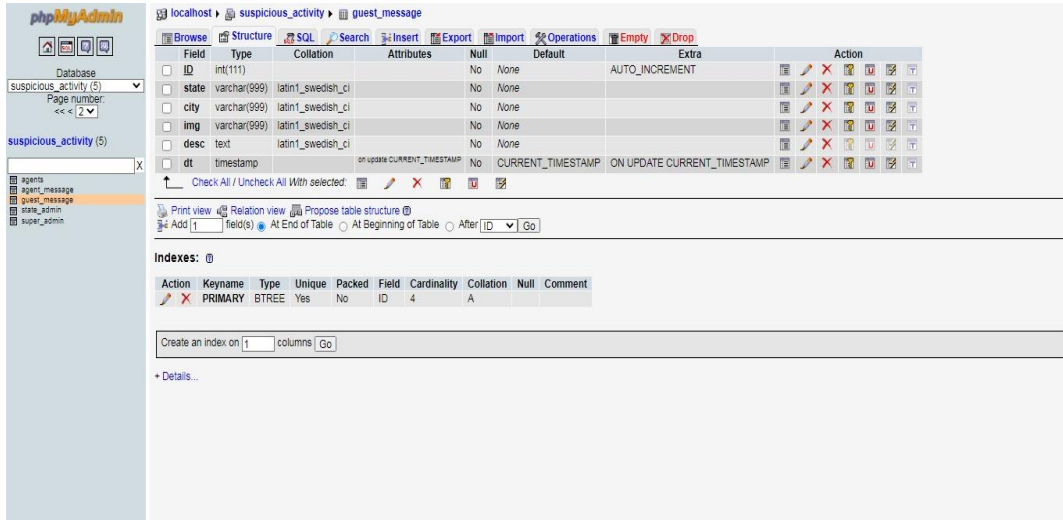 phpMyAdmin
Database
suspicious_activity (5)
Page number:
<< < 2
suspicious_activity (5)
X
agents
agent_message
guest_message
state_admin
super_admin
localhost ▸ suspicious_activity ▸ guest_message
Browse Structure SQL Search Insert Export Import Operations Empty Drop
Field Type Collation Attributes Null Default Extra Action
ID int(111) No None AUTO_INCREMENT
state varchar(999) latin1_swedish_ci No None
city varchar(999) latin1_swedish_ci No None
img varchar(999) latin1_swedish_ci No None
desc text latin1_swedish_ci No None
dt timestamp on update CURRENT_TIMESTAMP No CURRENT_TIMESTAMP ON UPDATE CURRENT_TIMESTAMP
Check All / Uncheck All With selected:
Print view Relation view Propose table structure
Add 1 field(s) At End of Table At Beginning of Table After ID Go
Indexes:
Action Keyname Type Unique Packed Field Cardinality Collation Null Comment
PRIMARY BTREE Yes No ID 4 A
Create an index on 1 columns Go
+ Details...